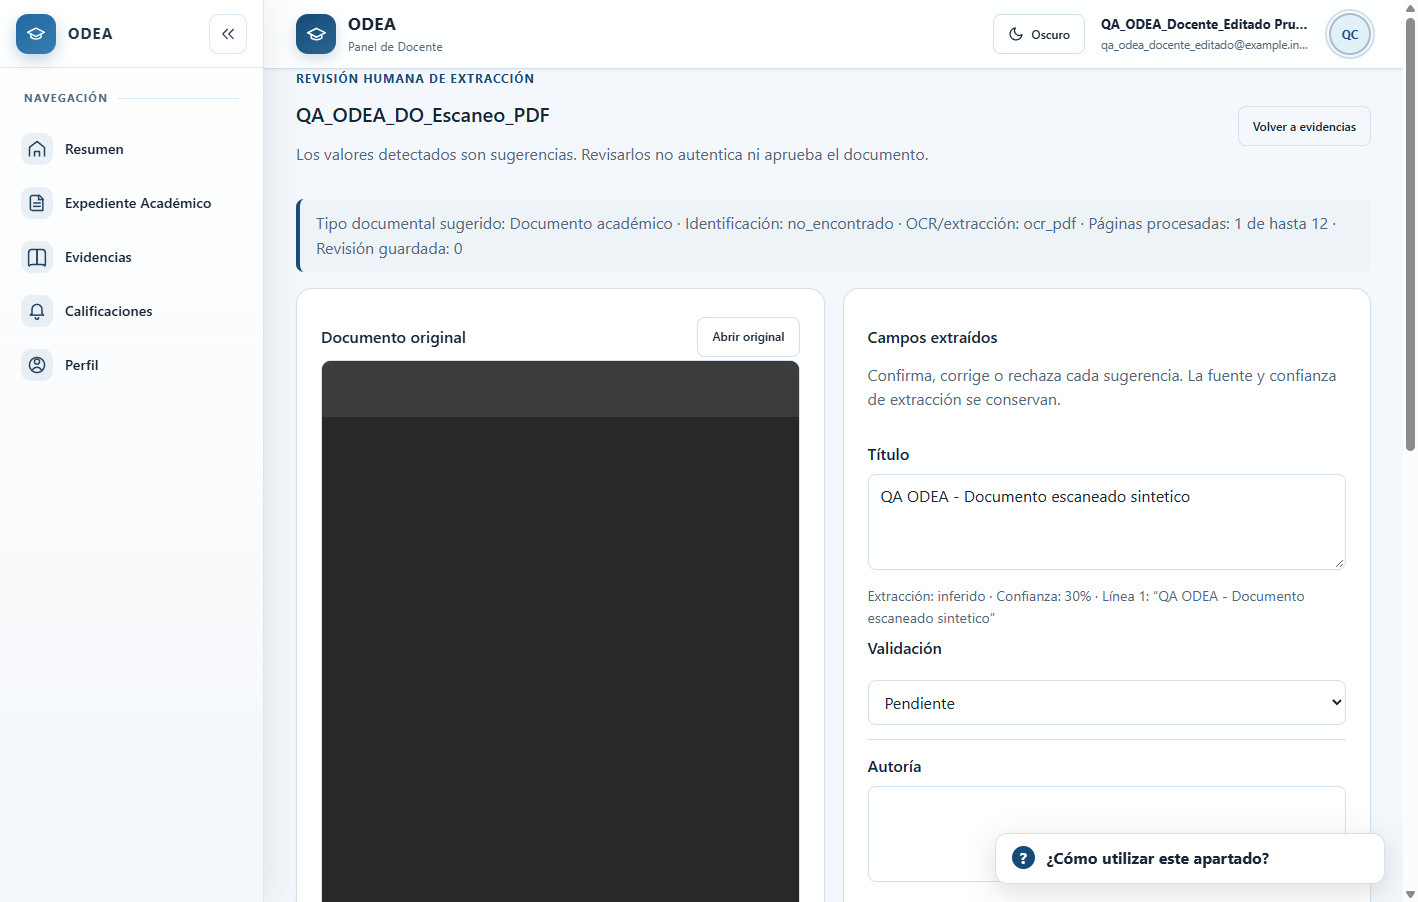 ODEA
NAVEGACIÓN
Resumen
Expediente Académico
Evidencias
Calificaciones
Perfil
ODEA
Panel de Docente
Oscuro
QA_ODEA_Docente_Editado Pru...
qa_odea_docente_editado@example.in...
QC
REVISIÓN HUMANA DE EXTRACCIÓN
QA_ODEA_DO_Escaneo_PDF
Volver a evidencias
Los valores detectados son sugerencias. Revisarlos no autentica ni aprueba el documento.
Tipo documental sugerido: Documento académico · Identificación: no_encontrado · OCR/extracción: ocr_pdf · Páginas procesadas: 1 de hasta 12 ·
Revisión guardada: 0
Documento original
Abrir original
Campos extraídos
Confirma, corrige o rechaza cada sugerencia. La fuente y confianza
de extracción se conservan.
Título
QA ODEA - Documento escaneado sintetico
Extracción: inferido · Confianza: 30% · Línea 1: “QA ODEA - Documento
escaneado sintetico”
Validación
Pendiente
Autoría
? ¿Cómo utilizar este apartado?